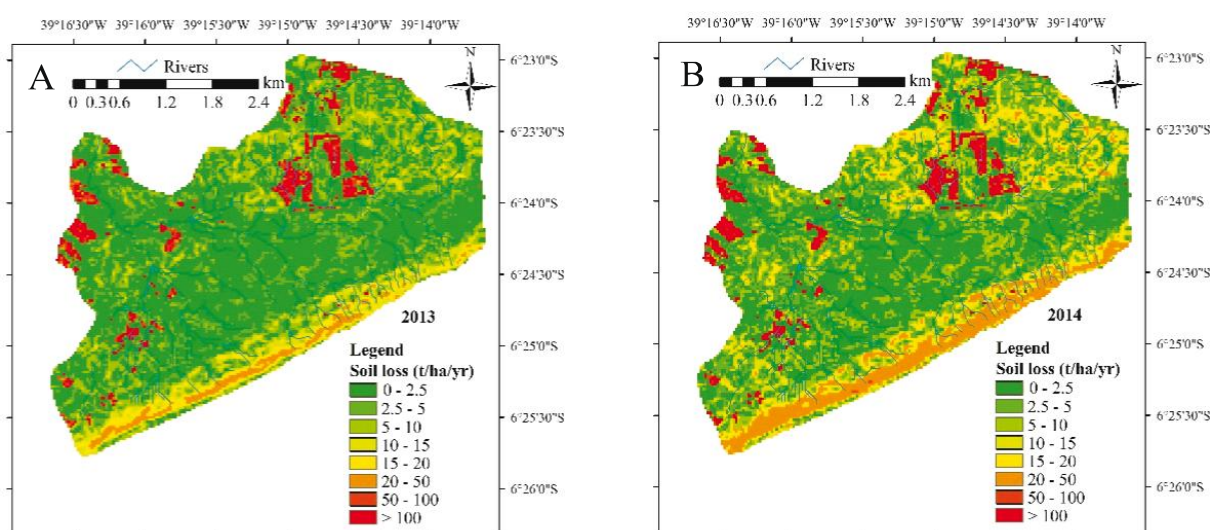 39°16'30"W 39°16'0"W 39°15'30"W 39°15'0"W 39°14'30"W 39°14'0"W
A
Rivers
km
0 0.3 0.6 1.2 1.8 2.4
N
6°23'0"S
6°23'30"S
6°24'0"S
6°24'30"S
6°25'0"S
6°25'30"S
6°26'0"S
2013
Legend
Soil loss (t/ha/yr)
0 - 2.5
2.5 - 5
5 - 10
10 - 15
15 - 20
20 - 50
50 - 100
> 100
39°16'30"W 39°16'0"W 39°15'30"W 39°15'0"W 39°14'30"W 39°14'0"W
B
Rivers
km
0 0.3 0.6 1.2 1.8 2.4
N
6°23'0"S
6°23'30"S
6°24'0"S
6°24'30"S
6°25'0"S
6°25'30"S
6°26'0"S
2014
Legend
Soil loss (t/ha/yr)
0 - 2.5
2.5 - 5
5 - 10
10 - 15
15 - 20
20 - 50
50 - 100
> 100